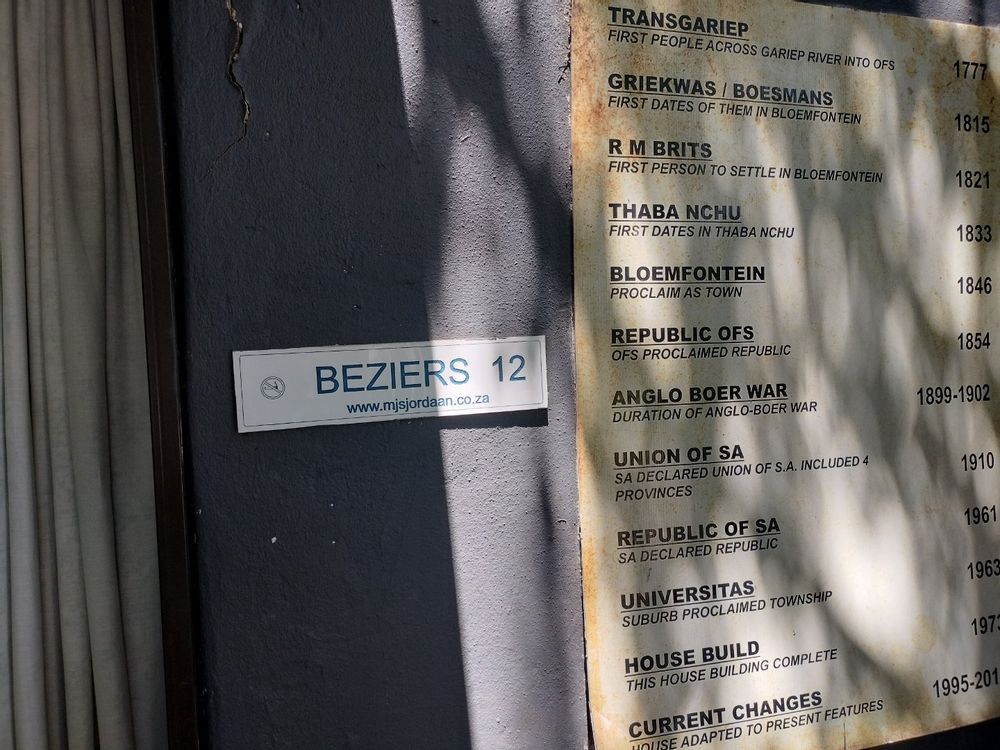 BEZIERS 12
www.mjsjordaan.co.za
TRANSGARIEP
FIRST PEOPLE ACROSS GARIEP RIVER INTO OFS 1777
GRIEKWAS / BOESMANS
FIRST DATES OF THEM IN BLOEMFONTEIN 1815
R M BRITS
FIRST PERSON TO SETTLE IN BLOEMFONTEIN 1821
THABA NCHU
FIRST DATES IN THABA NCHU 1833
BLOEMFONTEIN
PROCLAIM AS TOWN 1846
REPUBLIC OFS
OFS PROCLAIMED REPUBLIC 1854
ANGLO BOER WAR 1899-1902
DURATION OF ANGLO-BOER WAR
UNION OF SA
SA DECLARED UNION OF S.A. INCLUDED 4 1910
PROVINCES
REPUBLIC OF SA 1961
SA DECLARED REPUBLIC
UNIVERSITAS 1963
SUBURB PROCLAIMED TOWNSHIP
HOUSE BUILD 1973
THIS HOUSE BUILDING COMPLETE
CURRENT CHANGES 1995-201
HOUSE ADAPTED TO PRESENT FEATURES